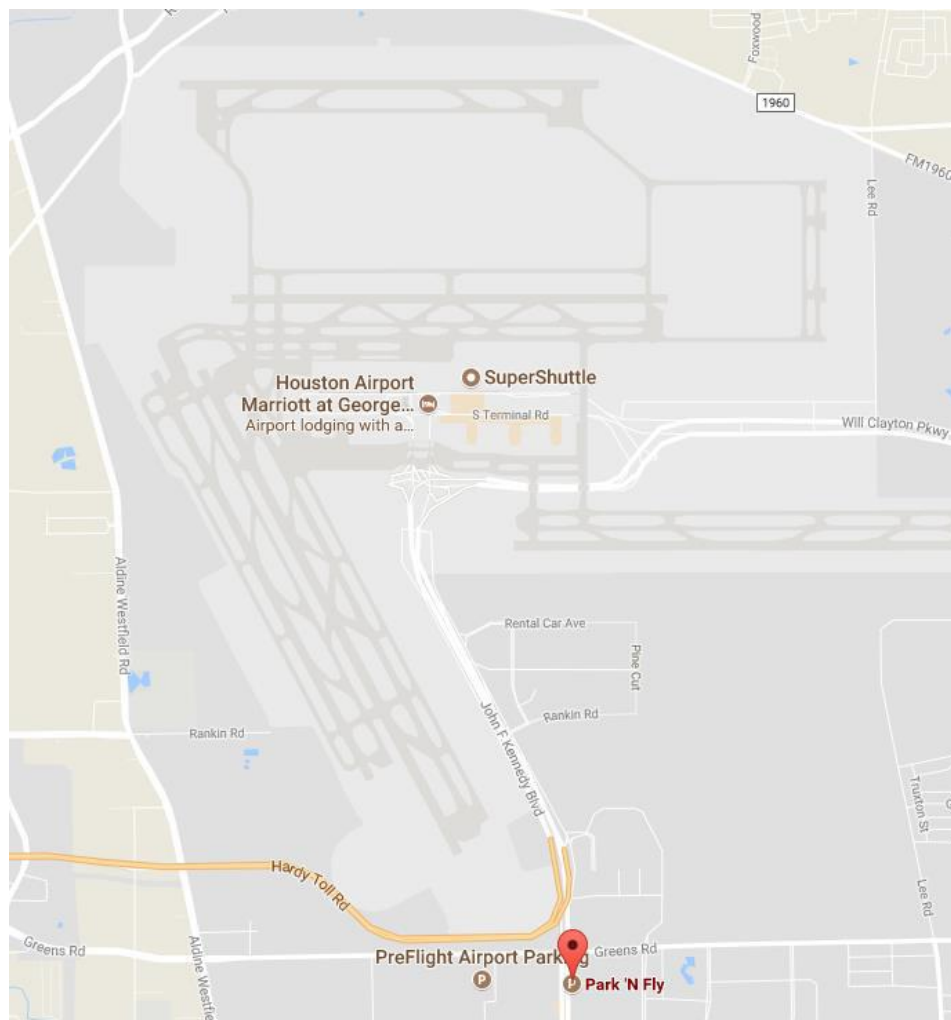 Foxwood
1960
FM1960
Lee Rd
SuperShuttle
Houston Airport
Marriott at George...
Airport lodging with a...
S Terminal Rd
Will Clayton Pkwy
Aldine Westfield Rd
Rental Car Ave
Pine Cut
Rankin Rd
Rankin Rd
John F Kennedy Blvd
Truxton St
Hardy Toll Rd
Lee Rd
Greens Rd
Greens Rd
Aldine Westfie
PreFlight Airport Parking
P
Park 'N Fly